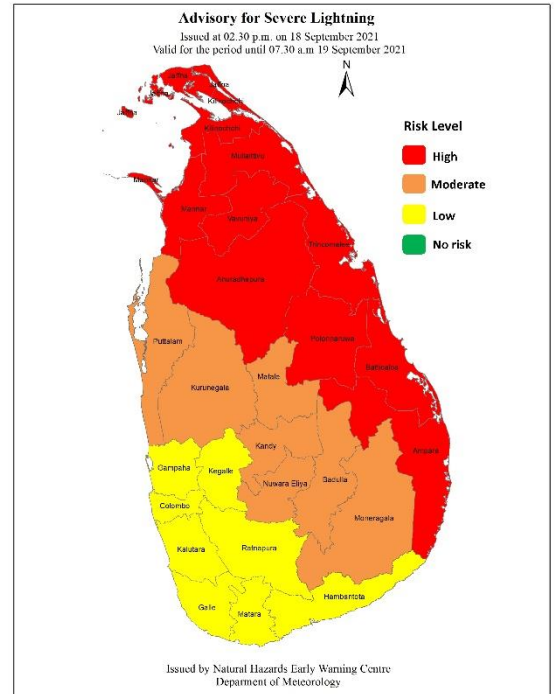 Advisory for Severe Lightning
Issued at 02.30 p.m. on 18 September 2021
Valid for the period until 07.30 a.m 19 September 2021
N
Risk Level
High
Moderate
Low
No risk
Jaffna
Jaffna
Kilinochchi
Mullaitivu
Mannar
Mannar
Vavuniya
Trincomalee
Anuradhapura
Polonnaruwa
Batticaloa
Puttalam
Kurunegala
Matale
Ampara
Kandy
Gampaha
Kegalle
Nuwara Eliya
Badulla
Moneragala
Colombo
Kalutara
Ratnapura
Hambantota
Galle
Matara
Issued by Natural Hazards Early Warning Centre
Deparment of Meteorology